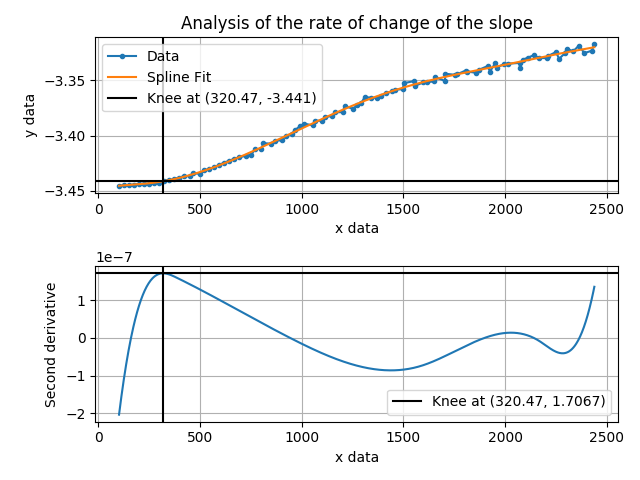 Analysis of the rate of change of the slope
Data
Spline Fit
Knee at (320.47, -3.441)
y data
−3.35
−3.40
−3.45
0 500 1000 1500 2000 2500
x data
1e−7
Second derivative
1
0
−1
−2
Knee at (320.47, 1.7067)
0 500 1000 1500 2000 2500
x data